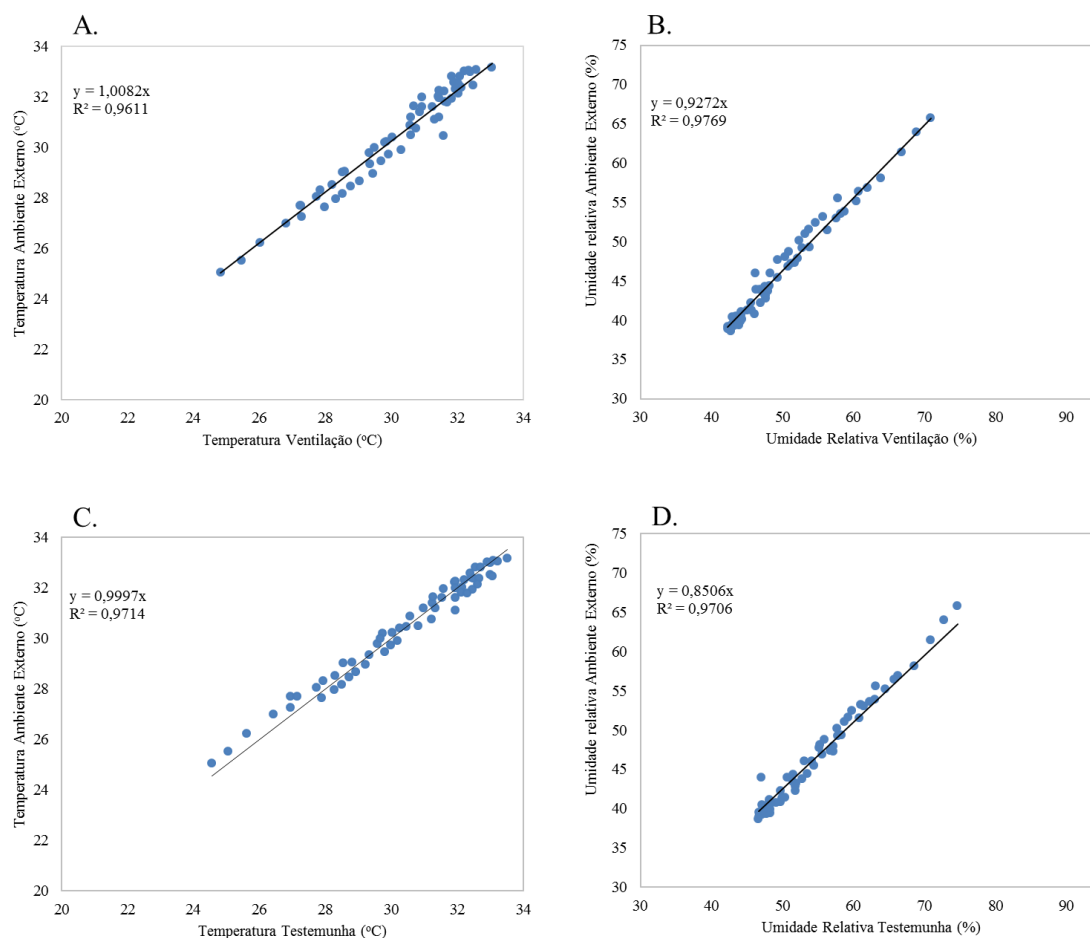 A.
y = 1,0082x
R² = 0,9611
Temperatura Ambiente Externo (°C)
34
32
30
28
26
24
22
20
20 22 24 26 28 30 32 34
Temperatura Ventilação (°C)
B.
y = 0,9272x
R² = 0,9769
Umidade relativa Ambiente Externo (%)
75
70
65
60
55
50
45
40
35
30
30 40 50 60 70 80 90
Umidade Relativa Ventilação (%)
C.
y = 0,9997x
R² = 0,9714
Temperatura Ambiente Externo (°C)
34
32
30
28
26
24
22
20
20 22 24 26 28 30 32 34
Temperatura Testemunha (°C)
D.
y = 0,8506x
R² = 0,9706
Umidade relativa Ambiente Externo (%)
75
70
65
60
55
50
45
40
35
30
30 40 50 60 70 80 90
Umidade Relativa Testemunha (%)